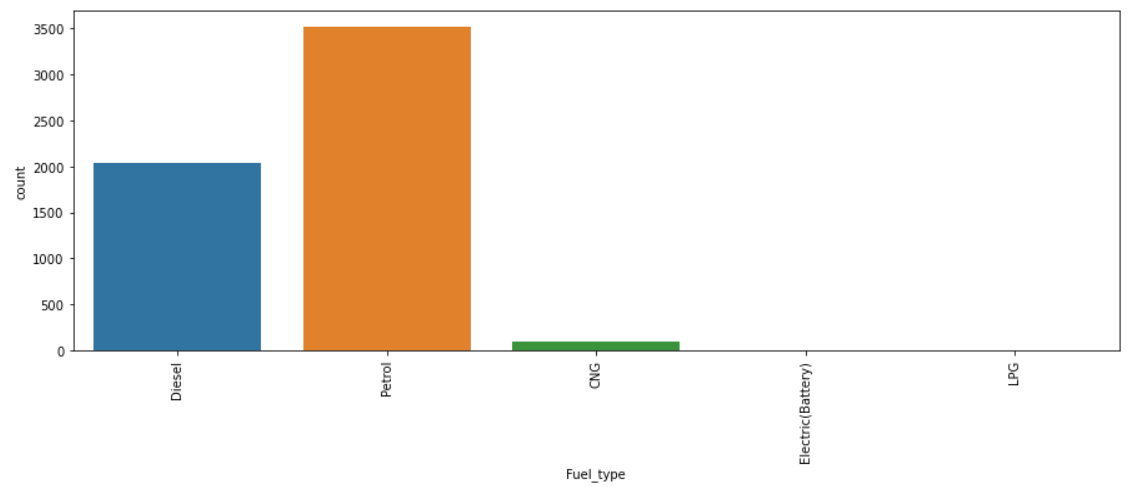 3500
3000
2500
2000
1500
1000
500
0
count
Diesel
Petrol
CNG
Electric(Battery)
LPG
Fuel_type